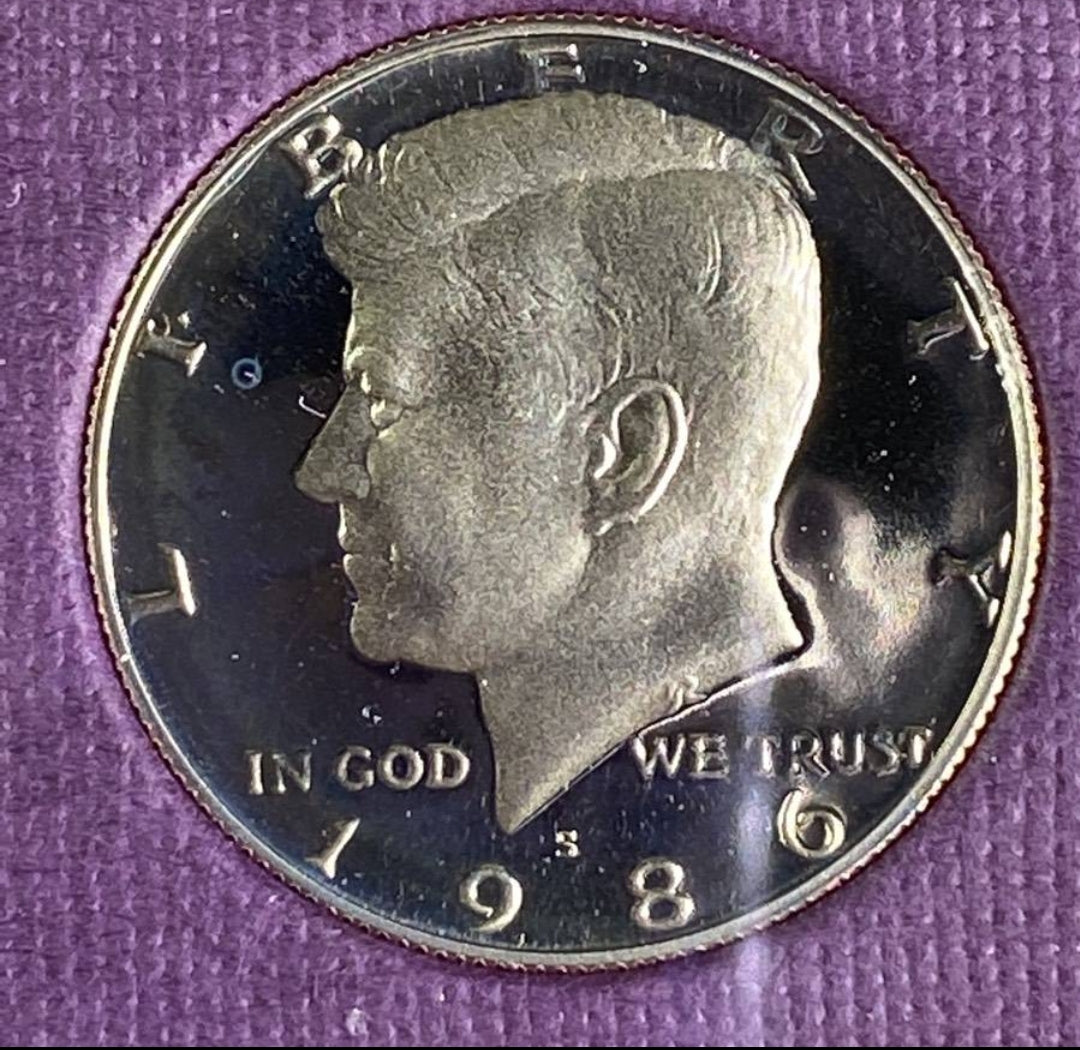 LIBERTY
IN GOD WE TRUST
S
1986